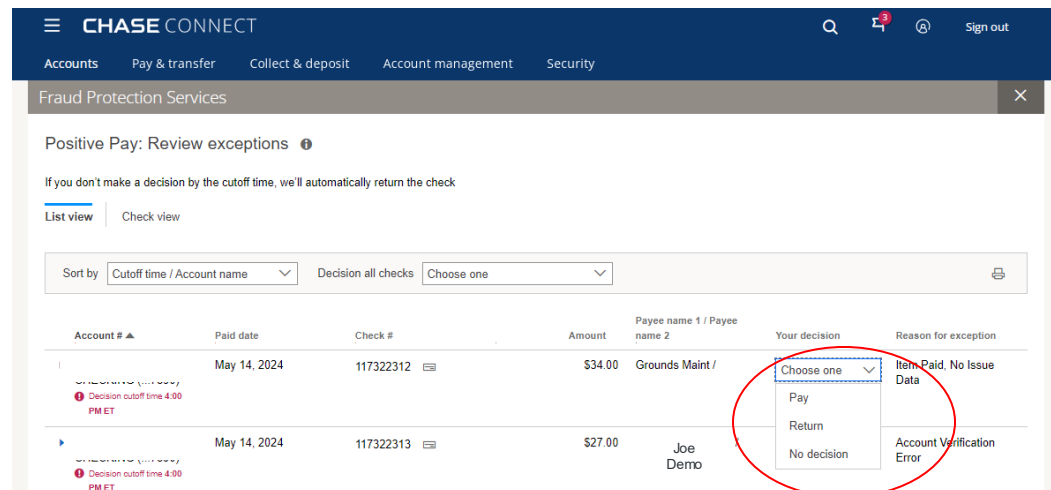 CHASE CONNECT
3
Sign out
Accounts Pay & transfer Collect & deposit Account management Security
Fraud Protection Services
Positive Pay: Review exceptions
If you don't make a decision by the cutoff time, we'll automatically return the check
List view Check view
Sort by Cutoff time / Account name Decision all checks Choose one
Payee name 1 / Payee
Account # Paid date Check # Amount name 2 Your decision Reason for exception
May 14, 2024 117322312 $34.00 Grounds Maint / Choose one Item Paid, No Issue
Data
Decision cutoff time 4:00
PM ET
Pay
Return
No decision
May 14, 2024 117322313 $27.00 Joe / Account Verification
Demo Error
Decision cutoff time 4:00
PM ET